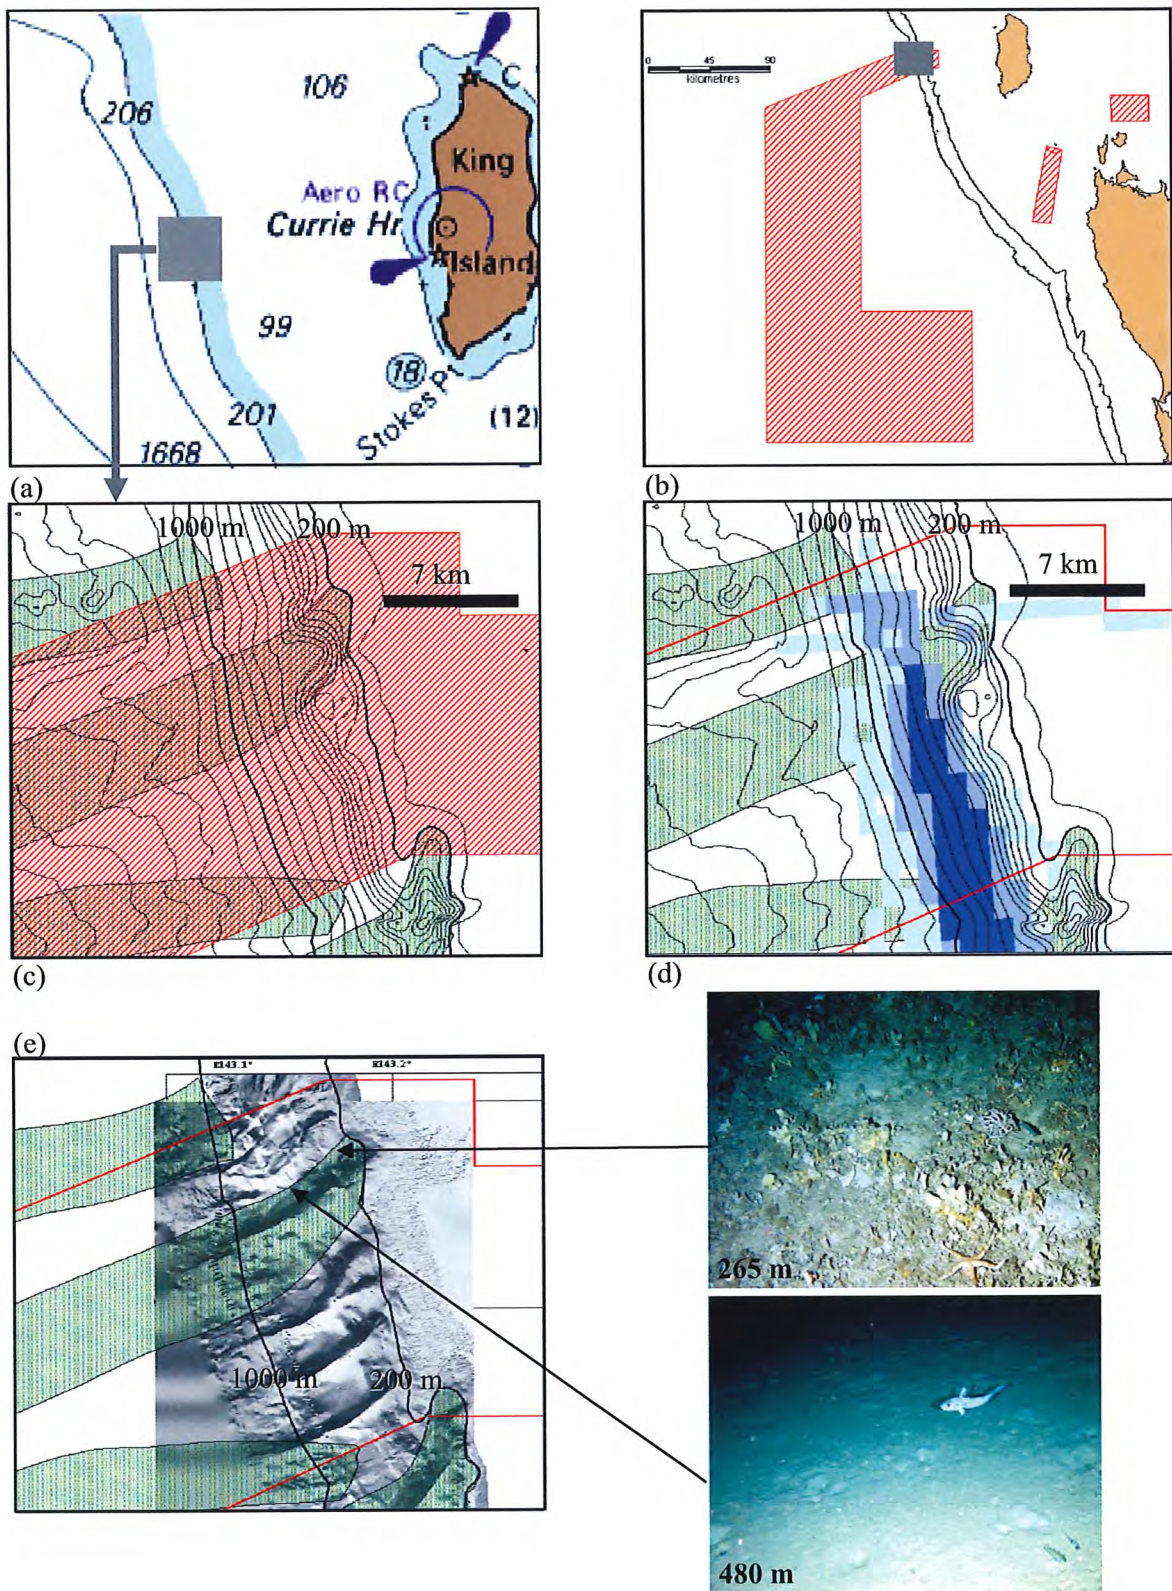 206
106
C
King
Aero RC
Currie Hr
Island
99
18
Stokes Pt
201
(12)
1668
(a)
0 45 90
kilometres
(b)
1000 m 200 m
7 km
(c)
1000 m 200 m
7 km
(d)
(e)
E143.1° E143.2°
1000 m 200 m
265 m
480 m